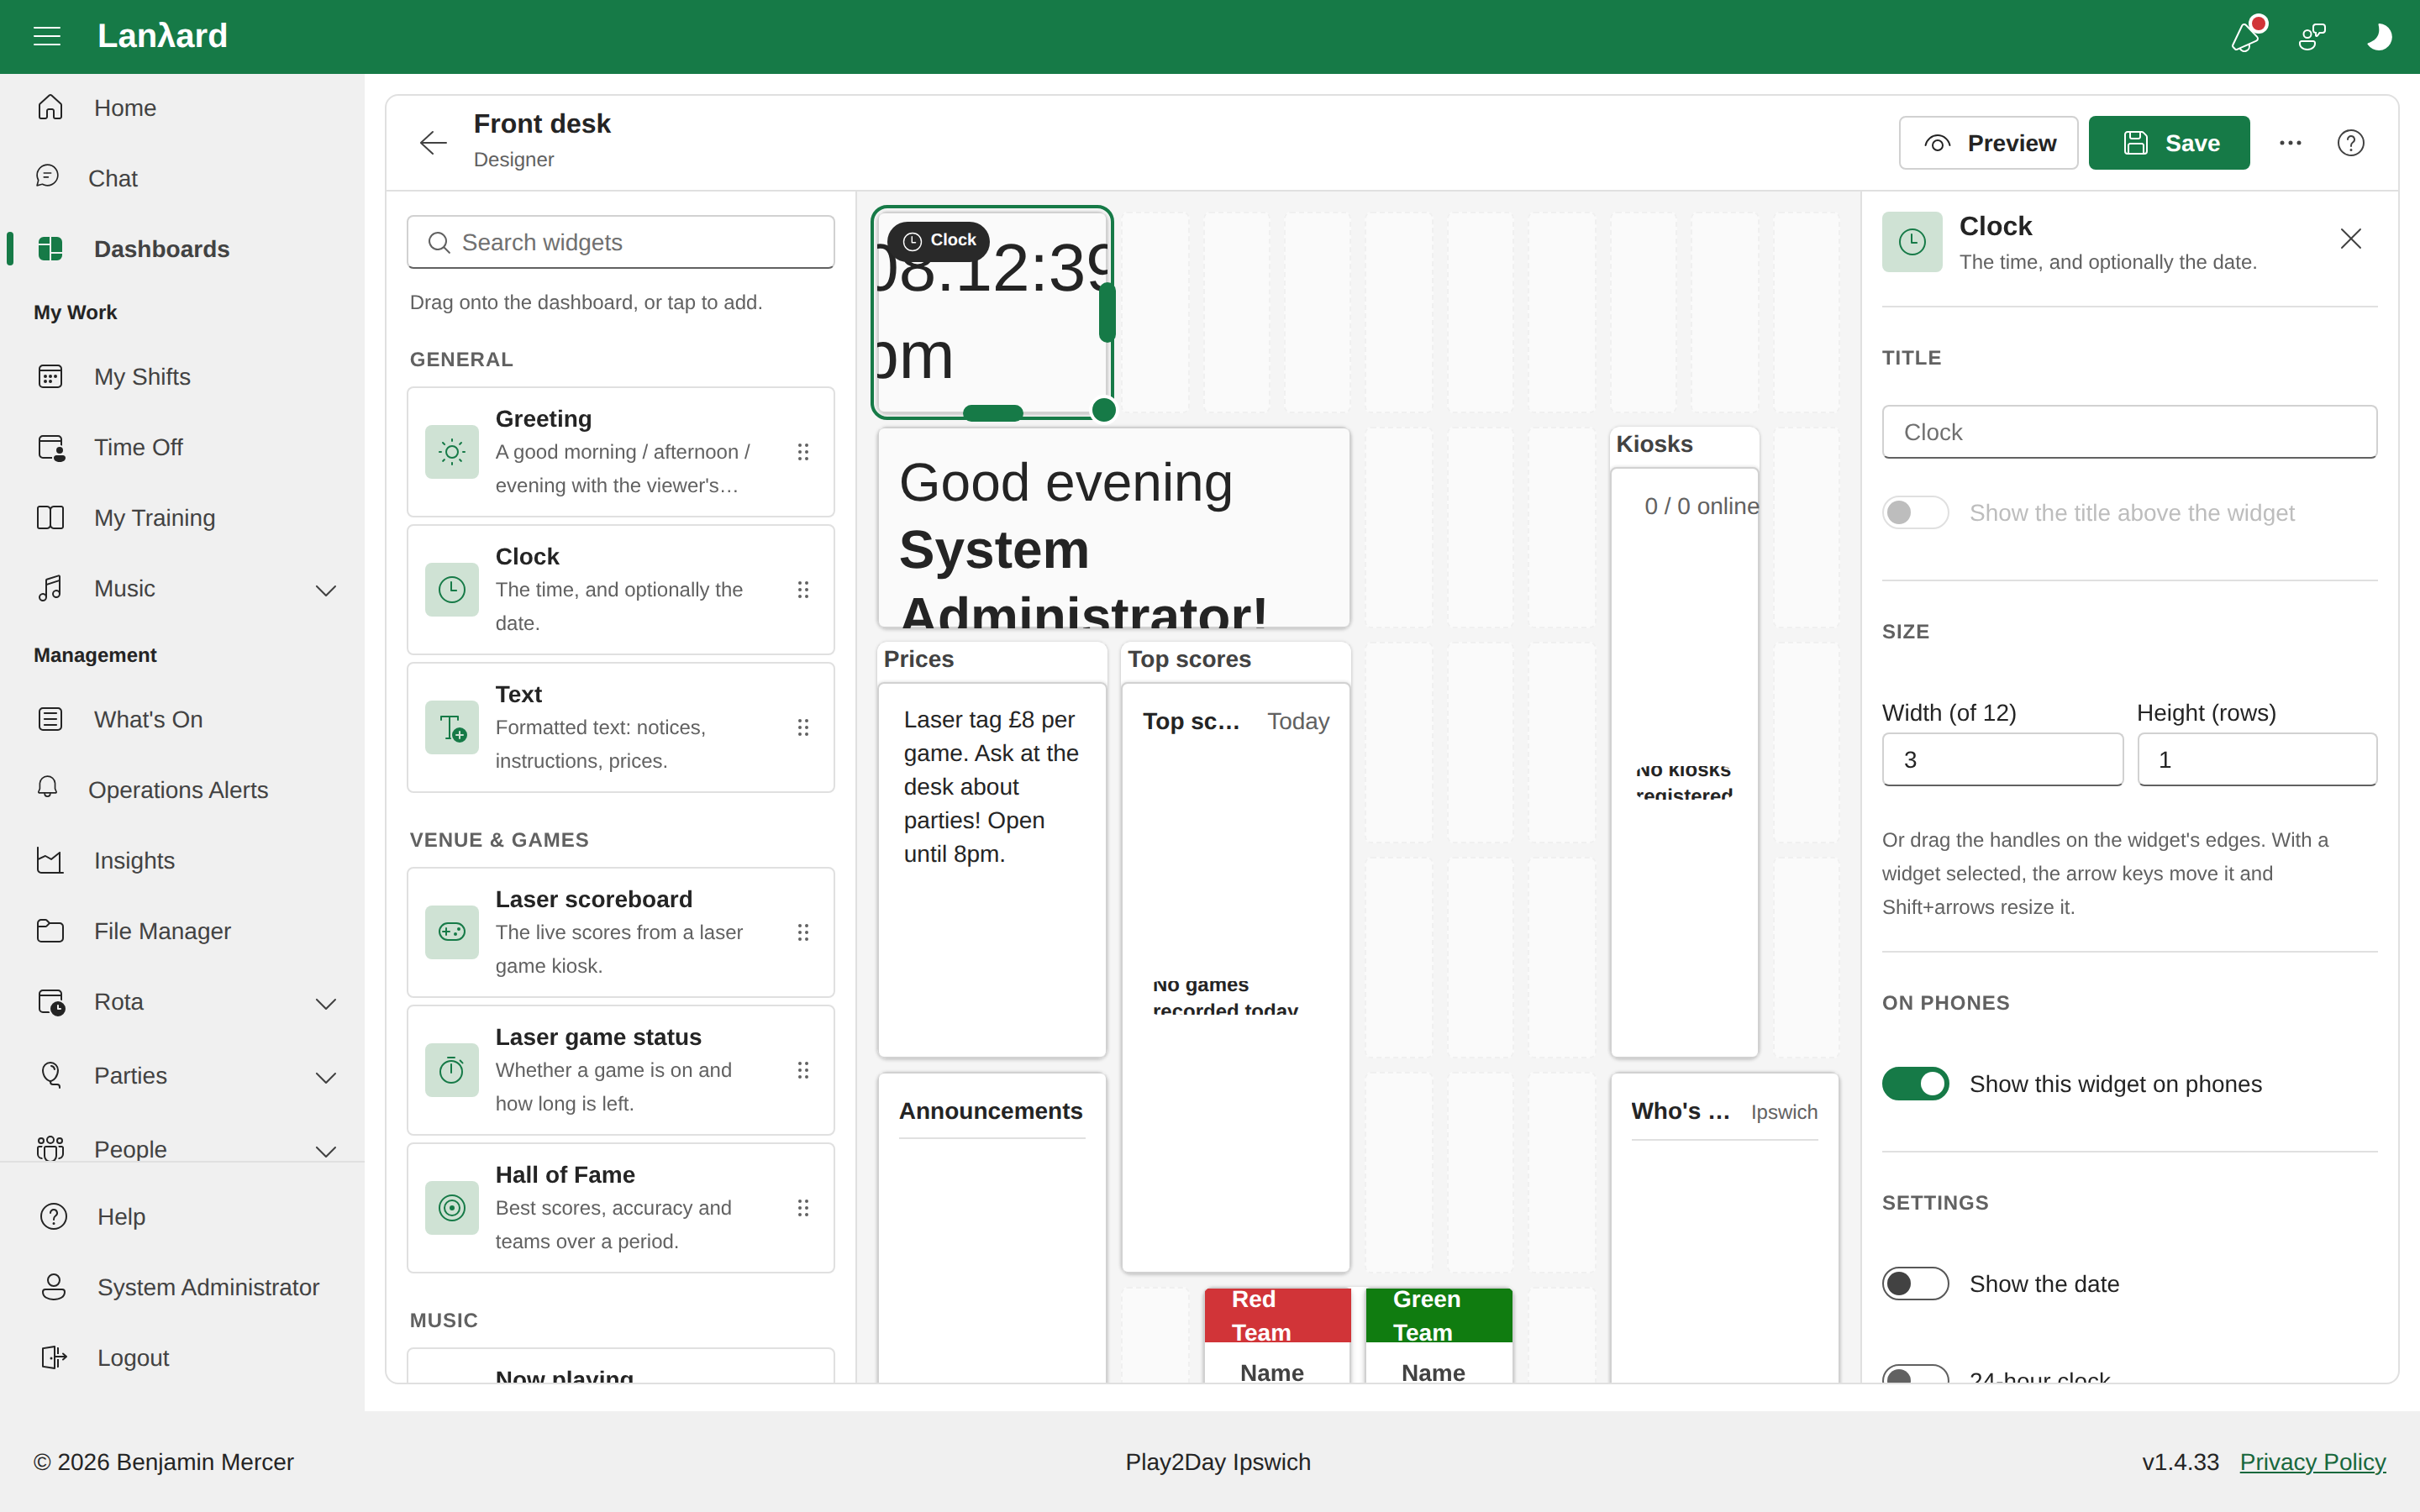 Lanλard
Home
Chat
Dashboards
My Work
My Shifts
Time Off
My Training
Music
Management
What's On
Operations Alerts
Insights
File Manager
Rota
Parties
People
Help
System Administrator
Logout
Front desk
Designer
Preview
Save
Search widgets
Drag onto the dashboard, or tap to add.
GENERAL
Greeting
A good morning / afternoon /
evening with the viewer's…
Clock
The time, and optionally the
date.
Text
Formatted text: notices,
instructions, prices.
VENUE & GAMES
Laser scoreboard
The live scores from a laser
game kiosk.
Laser game status
Whether a game is on and
how long is left.
Hall of Fame
Best scores, accuracy and
teams over a period.
MUSIC
Now playing
Clock
08:12:39
pm
Good evening
System
Administrator!
Kiosks
0 / 0 online
No kiosks
registered
Prices
Laser tag £8 per
game. Ask at the
desk about
parties! Open
until 8pm.
Top scores
Top sc… Today
No games
recorded today
Announcements
Who's … Ipswich
Red
Team
Name
Green
Team
Name
Clock
The time, and optionally the date.
TITLE
Clock
Show the title above the widget
SIZE
Width (of 12) Height (rows)
3 1
Or drag the handles on the widget's edges. With a
widget selected, the arrow keys move it and
Shift+arrows resize it.
ON PHONES
Show this widget on phones
SETTINGS
Show the date
24-hour clock
© 2026 Benjamin Mercer
Play2Day Ipswich
v1.4.33 Privacy Policy